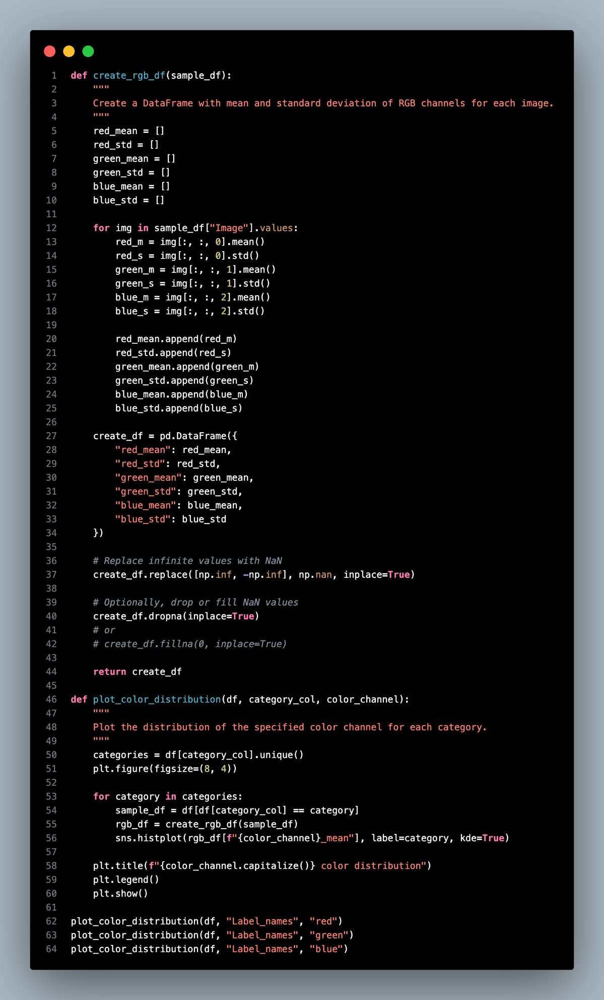 1 def create_rgb_df(sample_df):
2     """
3     Create a DataFrame with mean and standard deviation of RGB channels for each image.
4     """
5     red_mean = []
6     red_std = []
7     green_mean = []
8     green_std = []
9     blue_mean = []
10     blue_std = []
11
12     for img in sample_df["Image"].values:
13         red_m = img[:, :, 0].mean()
14         red_s = img[:, :, 0].std()
15         green_m = img[:, :, 1].mean()
16         green_s = img[:, :, 1].std()
17         blue_m = img[:, :, 2].mean()
18         blue_s = img[:, :, 2].std()
19
20         red_mean.append(red_m)
21         red_std.append(red_s)
22         green_mean.append(green_m)
23         green_std.append(green_s)
24         blue_mean.append(blue_m)
25         blue_std.append(blue_s)
26
27     create_df = pd.DataFrame({
28         "red_mean": red_mean,
29         "red_std": red_std,
30         "green_mean": green_mean,
31         "green_std": green_std,
32         "blue_mean": blue_mean,
33         "blue_std": blue_std
34     })
35
36     # Replace infinite values with NaN
37     create_df.replace([np.inf, -np.inf], np.nan, inplace=True)
38
39     # Optionally, drop or fill NaN values
40     create_df.dropna(inplace=True)
41     # or
42     # create_df.fillna(0, inplace=True)
43
44     return create_df
45
46 def plot_color_distribution(df, category_col, color_channel):
47     """
48     Plot the distribution of the specified color channel for each category.
49     """
50     categories = df[category_col].unique()
51     plt.figure(figsize=(8, 4))
52
53     for category in categories:
54         sample_df = df[df[category_col] == category]
55         rgb_df = create_rgb_df(sample_df)
56         sns.histplot(rgb_df[f"{color_channel}_mean"], label=category, kde=True)
57
58     plt.title(f"{color_channel.capitalize()} color distribution")
59     plt.legend()
60     plt.show()
61
62 plot_color_distribution(df, "Label_names", "red")
63 plot_color_distribution(df, "Label_names", "green")
64 plot_color_distribution(df, "Label_names", "blue")